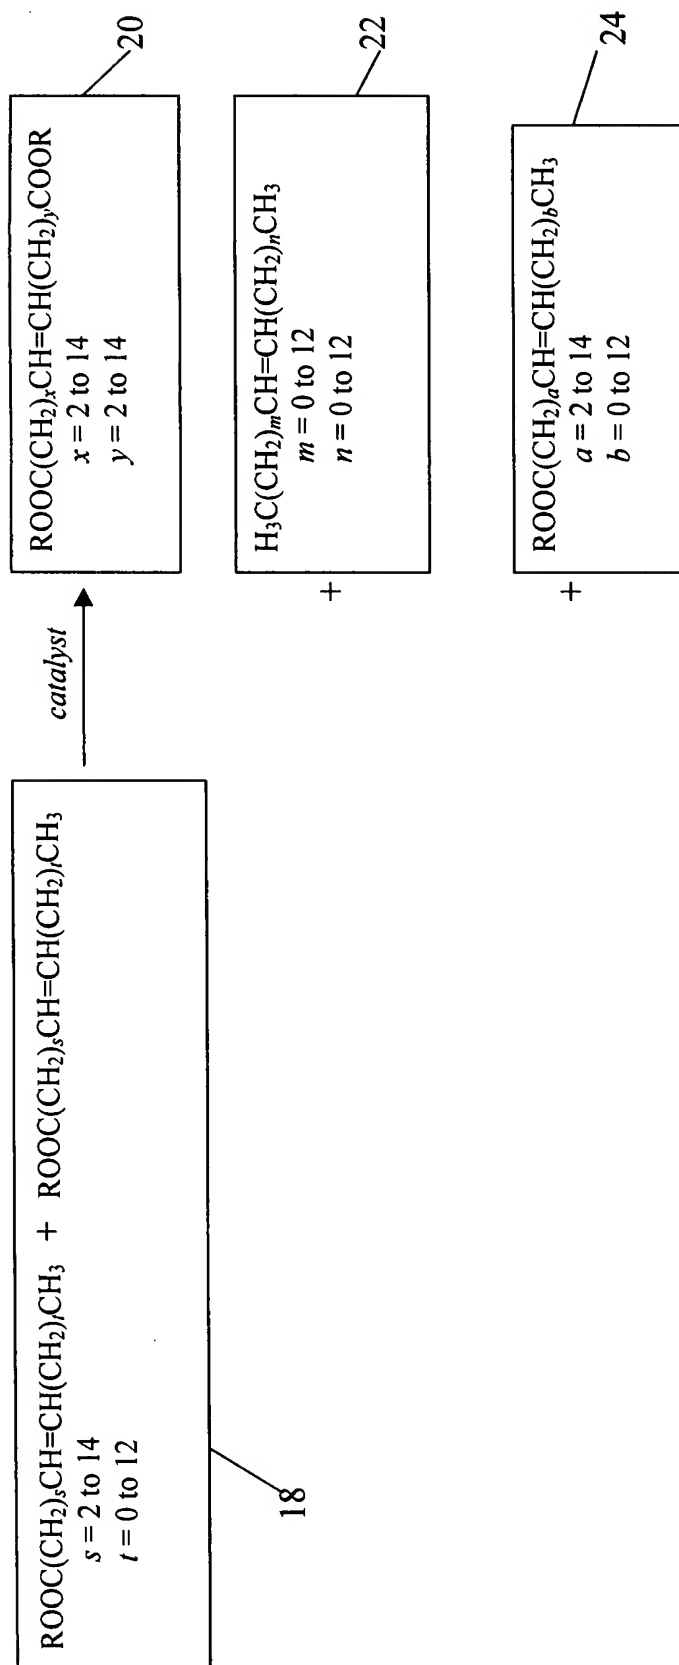 ROOC(CH₂)ₛCH=CH(CH₂)ₜCH₃ + ROOC(CH₂)ₛCH=CH(CH₂)ₜCH₃
s = 2 to 14
t = 0 to 12
18
catalyst
ROOC(CH₂)ₓCH=CH(CH₂)yCOOR
x = 2 to 14
y = 2 to 14
20
+
H₃C(CH₂)ₘCH=CH(CH₂)ₙCH₃
m = 0 to 12
n = 0 to 12
22
+
ROOC(CH₂)ₐCH=CH(CH₂)bCH₃
a = 2 to 14
b = 0 to 12
24